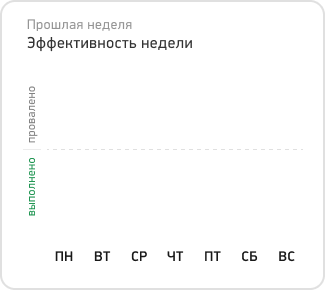 Прошлая неделя
Эффективность недели
провалено
выполнено
ПН ВТ СР ЧТ ПТ СБ ВС